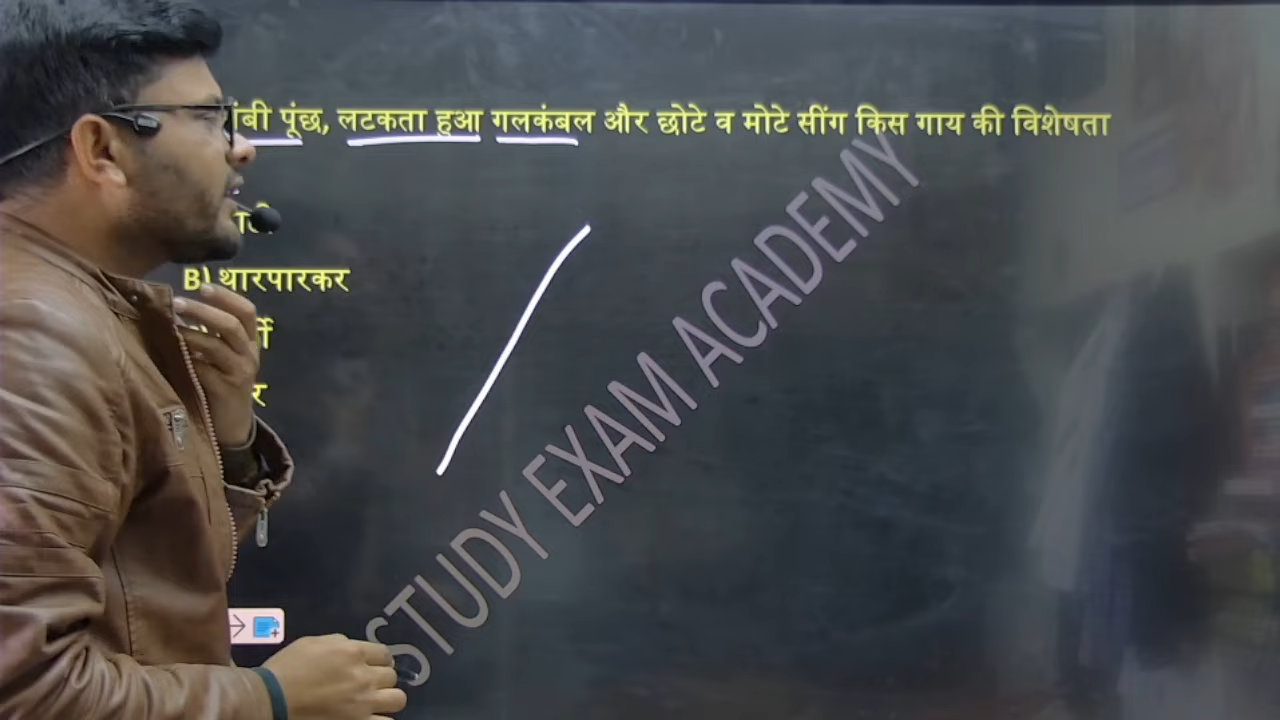 पूंछ, लटकता हुआ गलकंबल और छोटे व मोटे सींग किस गाय की विशेषता
B) थारपारकर
STUDY EXAM ACADEMY